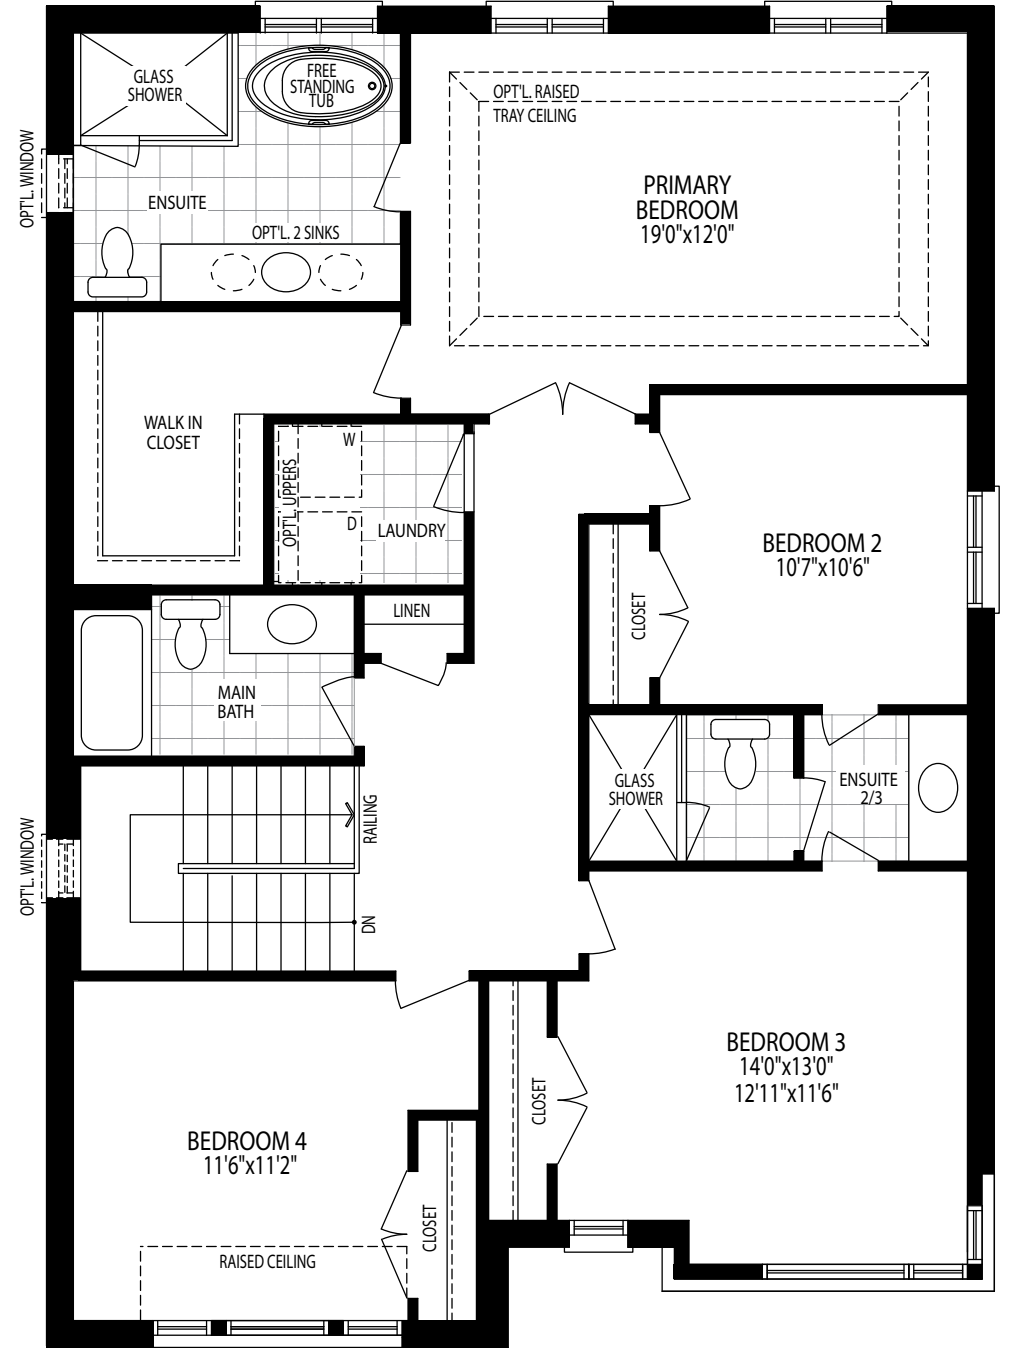 GLASS
SHOWER
FREE
STANDING
TUB
OPT'L. RAISED
TRAY CEILING
OPT'L. WINDOW
ENSUITE
OPT'L. 2 SINKS
PRIMARY
BEDROOM
19'0"x12'0"
WALK IN
CLOSET
W
OPT'L. UPPERS
D
LAUNDRY
BEDROOM 2
10'7"x10'6"
CLOSET
LINEN
MAIN
BATH
GLASS
SHOWER
ENSUITE
2/3
RAILING
OPT'L. WINDOW
DN
BEDROOM 3
14'0"x13'0"
12'11"x11'6"
CLOSET
BEDROOM 4
11'6"x11'2"
CLOSET
RAISED CEILING